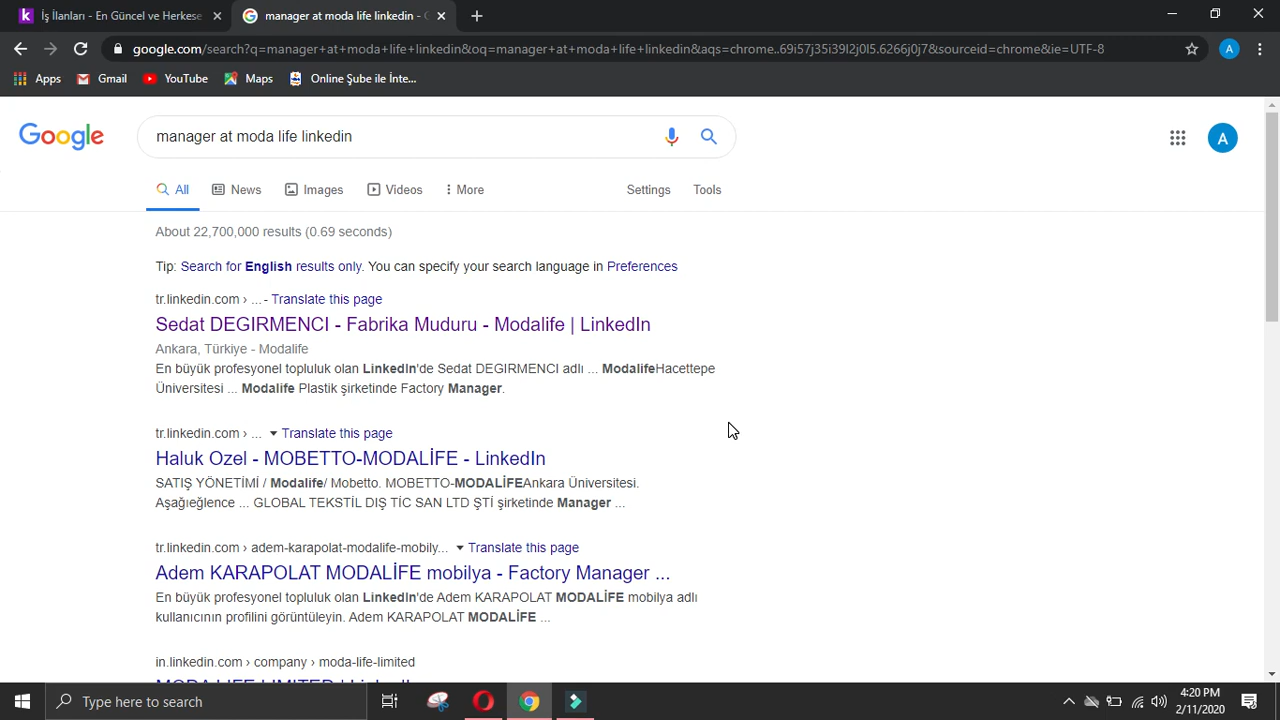 İş İlanları - En Güncel ve Herkese
manager at moda life linkedin -
google.com/search?q=manager+at+moda+life+linkedin&oq=manager+at+moda+life+linkedin&aqs=chrome..69i57j35i39l2j0l5.6266j0j7&sourceid=chrome&ie=UTF-8
A
Apps Gmail YouTube Maps Online Şube ile İnte...
Google
manager at moda life linkedin
A
All News Images Videos More Settings Tools
About 22,700,000 results (0.69 seconds)
Tip: Search for English results only. You can specify your search language in Preferences
tr.linkedin.com › ... - Translate this page
Sedat DEGIRMENCI - Fabrika Muduru - Modalife | LinkedIn
Ankara, Türkiye - Modalife
En büyük profesyonel topluluk olan LinkedIn'de Sedat DEGIRMENCI adlı ... ModalifeHacettepe
Üniversitesi ... Modalife Plastik şirketinde Factory Manager.
tr.linkedin.com › ... Translate this page
Haluk Ozel - MOBETTO-MODALİFE - LinkedIn
SATIŞ YÖNETİMİ / Modalife/ Mobetto. MOBETTO-MODALİFEAnkara Üniversitesi.
Aşağıeğlence ... GLOBAL TEKSTİL DIŞ TİC SAN LTD ŞTİ şirketinde Manager ...
tr.linkedin.com › adem-karapolat-modalife-mobily... Translate this page
Adem KARAPOLAT MODALİFE mobilya - Factory Manager ...
En büyük profesyonel topluluk olan LinkedIn'de Adem KARAPOLAT MODALİFE mobilya adlı
kullanıcının profilini görüntüleyin. Adem KARAPOLAT MODALİFE ...
in.linkedin.com › company › moda-life-limited
MODA LIFE LIMITED | LinkedIn
Type here to search
4:20 PM
2/11/2020